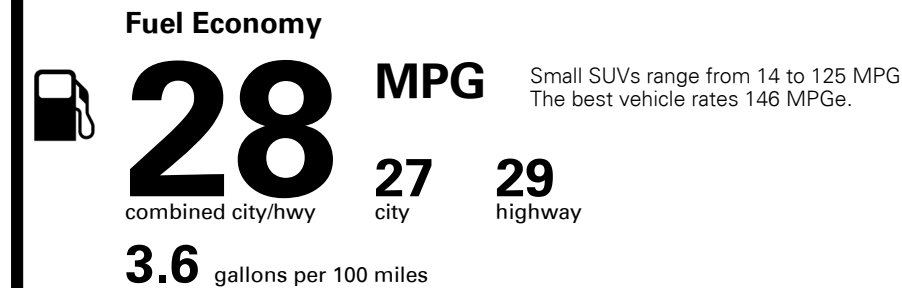 Fuel Economy
28 MPG
Small SUVs range from 14 to 125 MPG
The best vehicle rates 146 MPGe.
27 29
combined city/hwy city highway
3.6 gallons per 100 miles